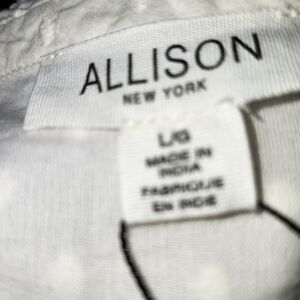 ALLISON
NEW YORK
L/G
MADE IN
INDIA
FABRIQUE
EN INDE